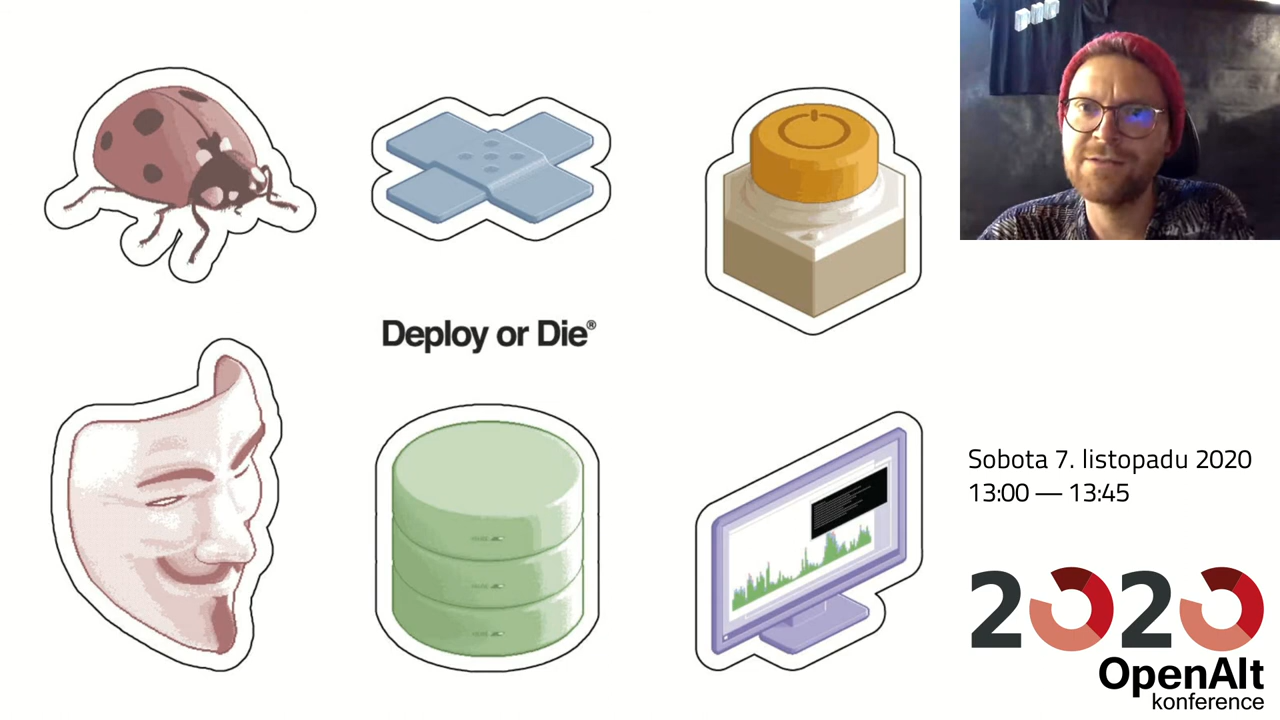 Deploy or Die®
Sobota 7. listopadu 2020
13:00 — 13:45
2020
OpenAlt
konference